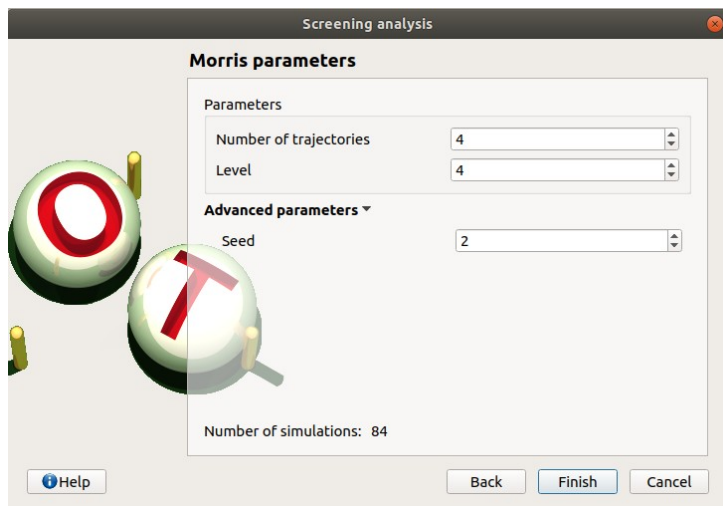 Screening analysis
Morris parameters
Parameters
Number of trajectories 4
Level 4
Advanced parameters
Seed 2
O
T
Number of simulations: 84
Help Back Finish Cancel